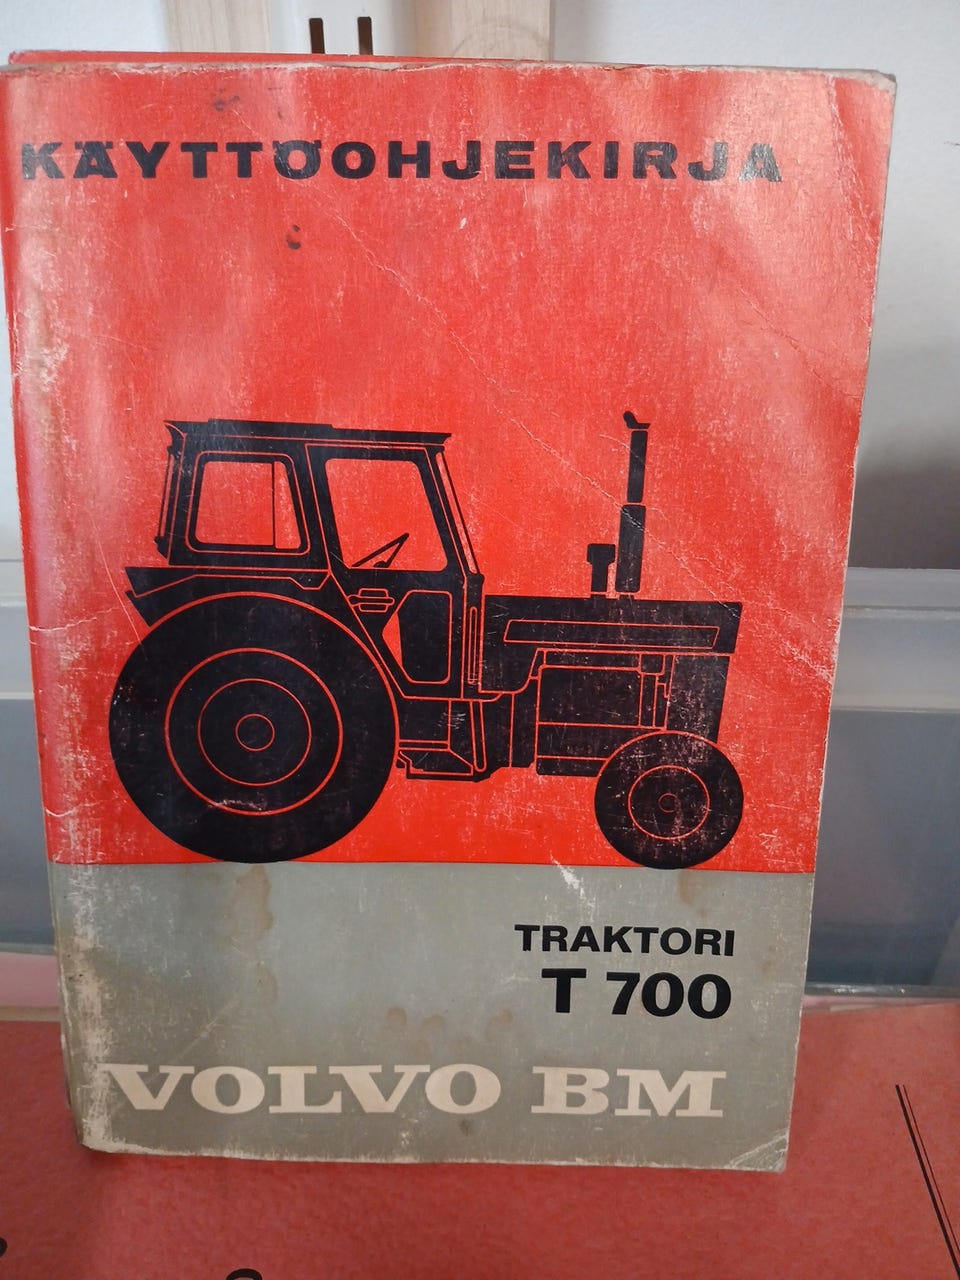 KÄYTTÖOHJEKIRJA
TRAKTORI
T 700
VOLVO BM